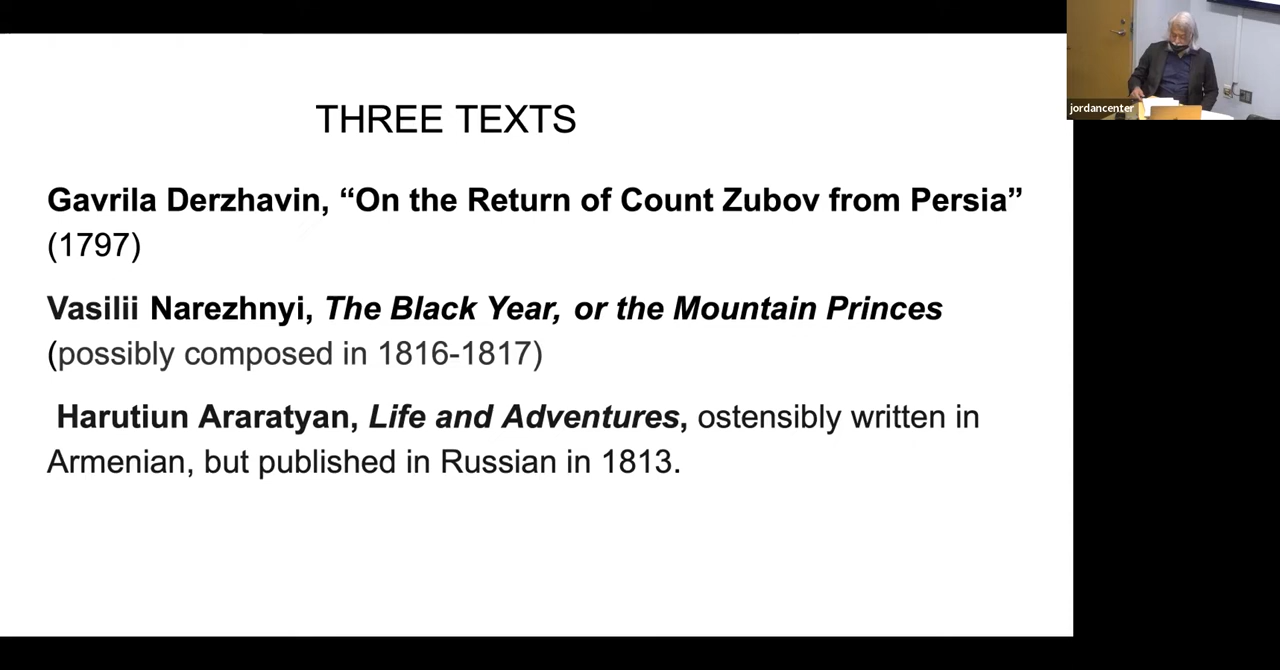 THREE TEXTS
Gavrila Derzhavin, “On the Return of Count Zubov from Persia”
(1797)
Vasilii Narezhnyi, The Black Year, or the Mountain Princes
(possibly composed in 1816-1817)
Harutiun Araratyan, Life and Adventures, ostensibly written in
Armenian, but published in Russian in 1813.
jordancenter